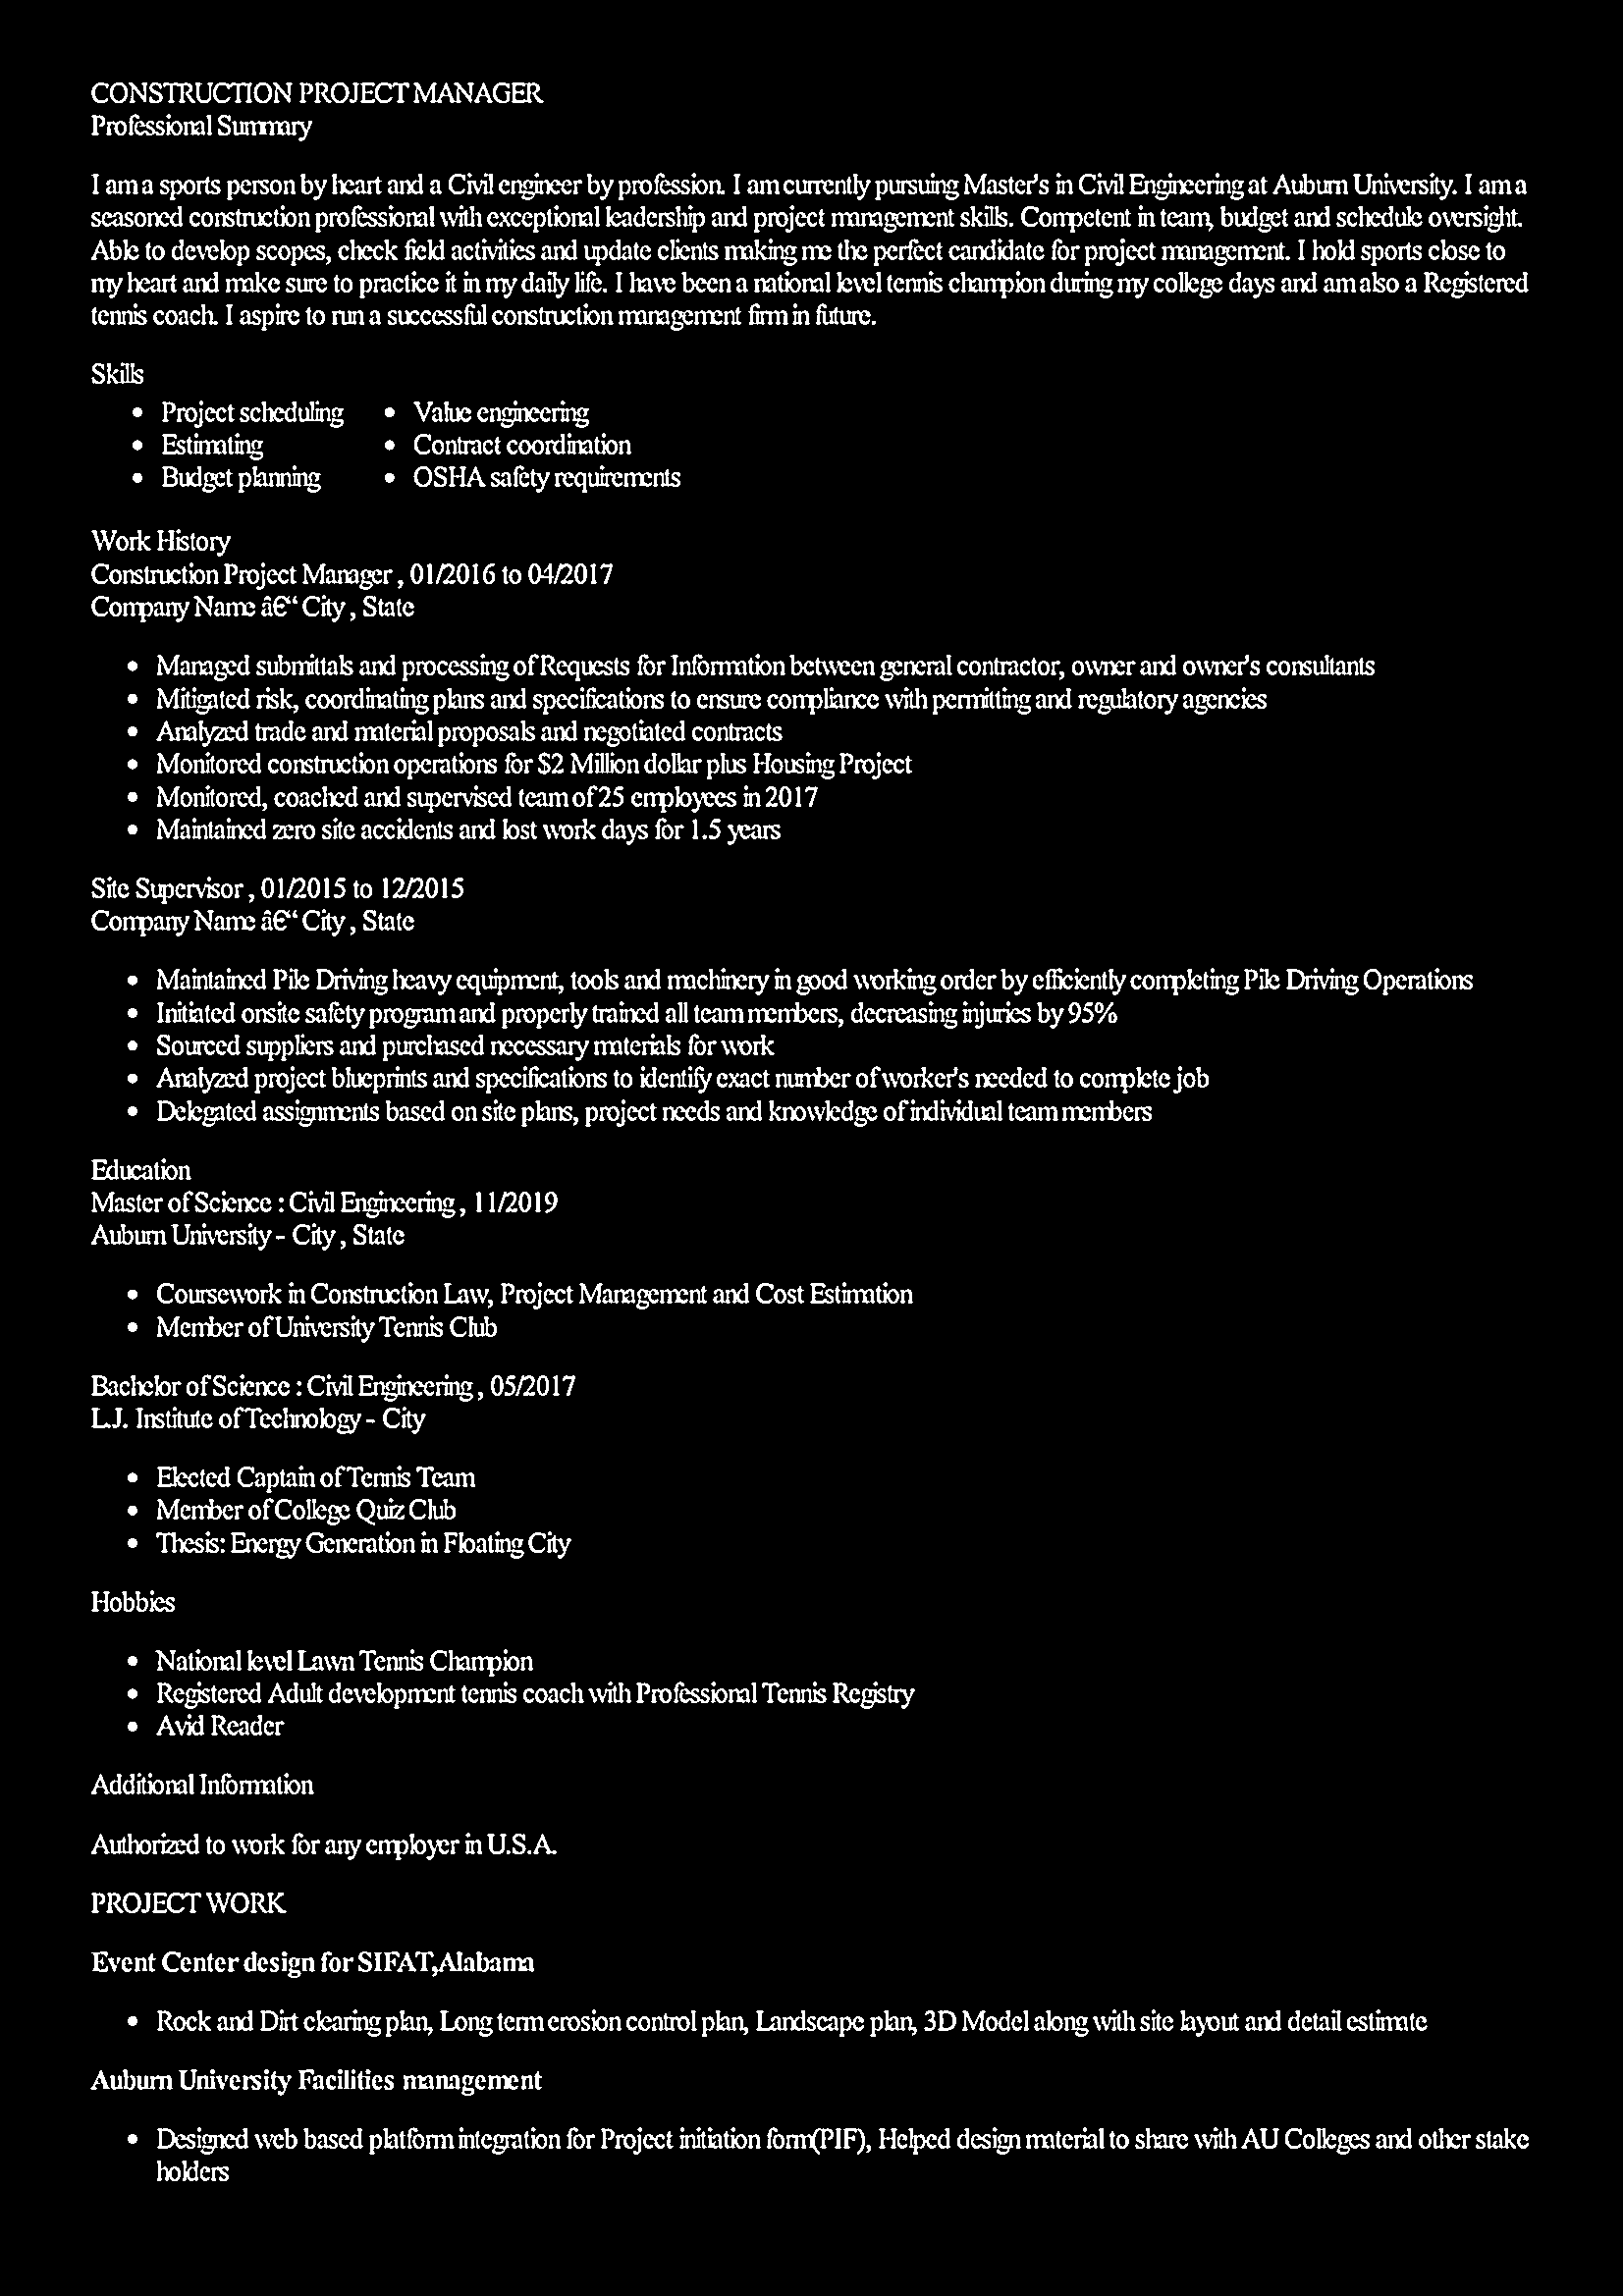 CONSTRUCTION PROJECT MANAGER
Professional Summary
I am a sports person by heart and a Civil engineer by profession. I am currently pursuing Master's in Civil Engineering at Auburn University. I am a
seasoned construction professional with exceptional leadership and project management skills. Competent in team, budget and schedule oversight.
Able to develop scopes, check field activities and update clients making me the perfect candidate for project management. I hold sports close to
my heart and make sure to practice it in my daily life. I have been a national level tennis champion during my college days and am also a Registered
tennis coach. I aspire to run a successful construction management firm in future.
Skills
• Project scheduling
• Estimating
• Budget planning
• Value engineering
• Contract coordination
• OSHA safety requirements
Work History
Construction Project Manager , 01/2016 to 04/2017
Company Name â€“ City , State
• Managed submittals and processing of Requests for Information between general contractor, owner and owner's consultants
• Mitigated risk, coordinating plans and specifications to ensure compliance with permitting and regulatory agencies
• Analyzed trade and material proposals and negotiated contracts
• Monitored construction operations for $2 Million dollar plus Housing Project
• Monitored, coached and supervised team of 25 employees in 2017
• Maintained zero site accidents and lost work days for 1.5 years
Site Supervisor , 01/2015 to 12/2015
Company Name â€“ City , State
• Maintained Pile Driving heavy equipment, tools and machinery in good working order by efficiently completing Pile Driving Operations
• Initiated onsite safety program and properly trained all team members, decreasing injuries by 95%
• Sourced suppliers and purchased necessary materials for work
• Analyzed project blueprints and specifications to identify exact number of worker's needed to complete job
• Delegated assignments based on site plans, project needs and knowledge of individual team members
Education
Master of Science : Civil Engineering , 11/2019
Auburn University - City , State
• Coursework in Construction Law, Project Management and Cost Estimation
• Member of University Tennis Club
Bachelor of Science : Civil Engineering , 05/2017
L.J. Institute of Technology - City
• Elected Captain of Tennis Team
• Member of College Quiz Club
• Thesis: Energy Generation in Floating City
Hobbies
• National level Lawn Tennis Champion
• Registered Adult development tennis coach with Professional Tennis Registry
• Avid Reader
Additional Information
Authorized to work for any employer in U.S.A.
PROJECT WORK
Event Center design for SIFAT,Alabama
• Rock and Dirt clearing plan, Long term erosion control plan, Landscape plan, 3D Model along with site layout and detail estimate
Auburn University Facilities management
• Designed web based platform integration for Project initiation form(PIF), Helped design material to share with AU Colleges and other stake
holders